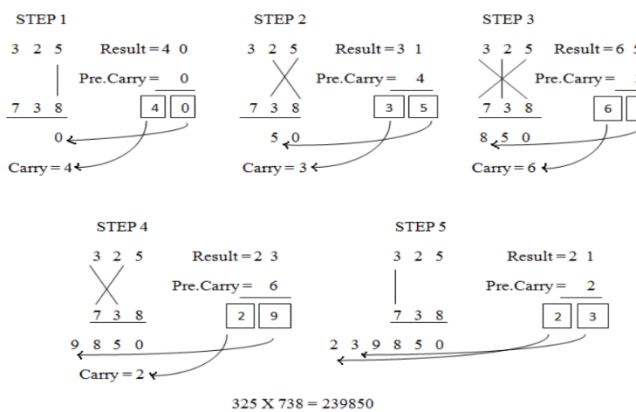 STEP 1
3 2 5 Result = 4 0
Pre.Carry = 0
7 3 8 4 0
0
Carry = 4
STEP 2
3 2 5 Result = 3 1
Pre.Carry = 4
7 3 8 3 5
5 0
Carry = 3
STEP 3
3 2 5 Result = 6
Pre.Carry =
7 3 8 6
8 5 0
Carry = 6
STEP 4
3 2 5 Result = 2 3
Pre.Carry = 6
7 3 8 2 9
9 8 5 0
Carry = 2
STEP 5
3 2 5 Result = 2 1
Pre.Carry = 2
7 3 8 2 3
2 3 9 8 5 0
325 X 738 = 239850